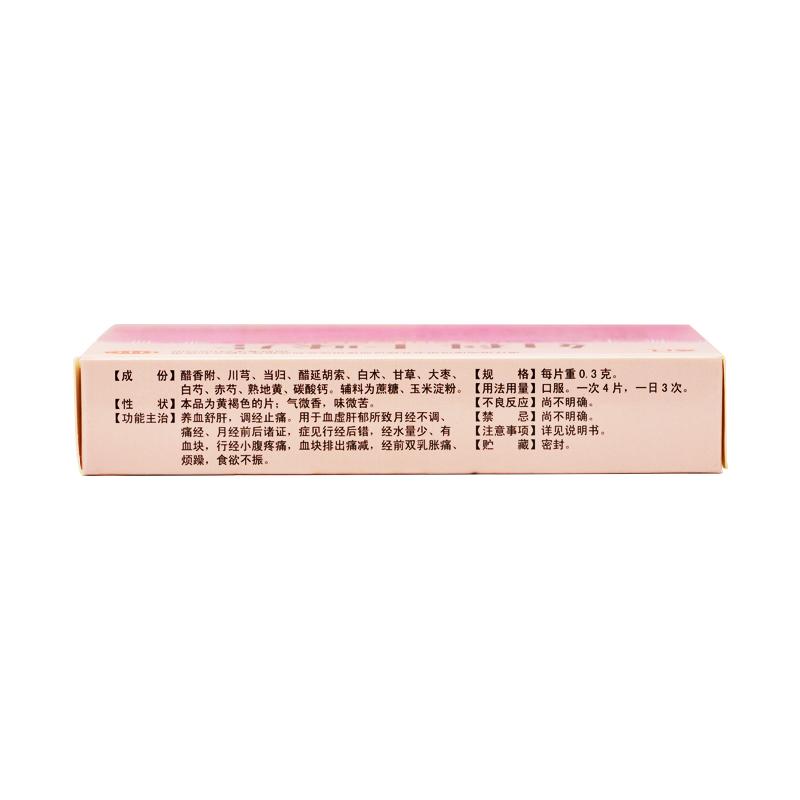 【成　　份】醋香附、川芎、当归、醋延胡索、白术、甘草、大枣、
白芍、赤芍、熟地黄、碳酸钙。辅料为蔗糖、玉米淀粉。
【性　　状】本品为黄褐色的片；气微香，味微苦。
【功能主治】养血舒肝，调经止痛。用于血虚肝郁所致月经不调、
痛经、月经前后诸证，症见行经后错，经水量少、有
血块，行经小腹疼痛，血块排出痛减，经前双乳胀痛、
烦躁，食欲不振。
【规　　格】每片重0.3克。
【用法用量】口服。一次4片，一日3次。
【不良反应】尚不明确。
【禁　　忌】尚不明确。
【注意事项】详见说明书。
【贮　　藏】密封。